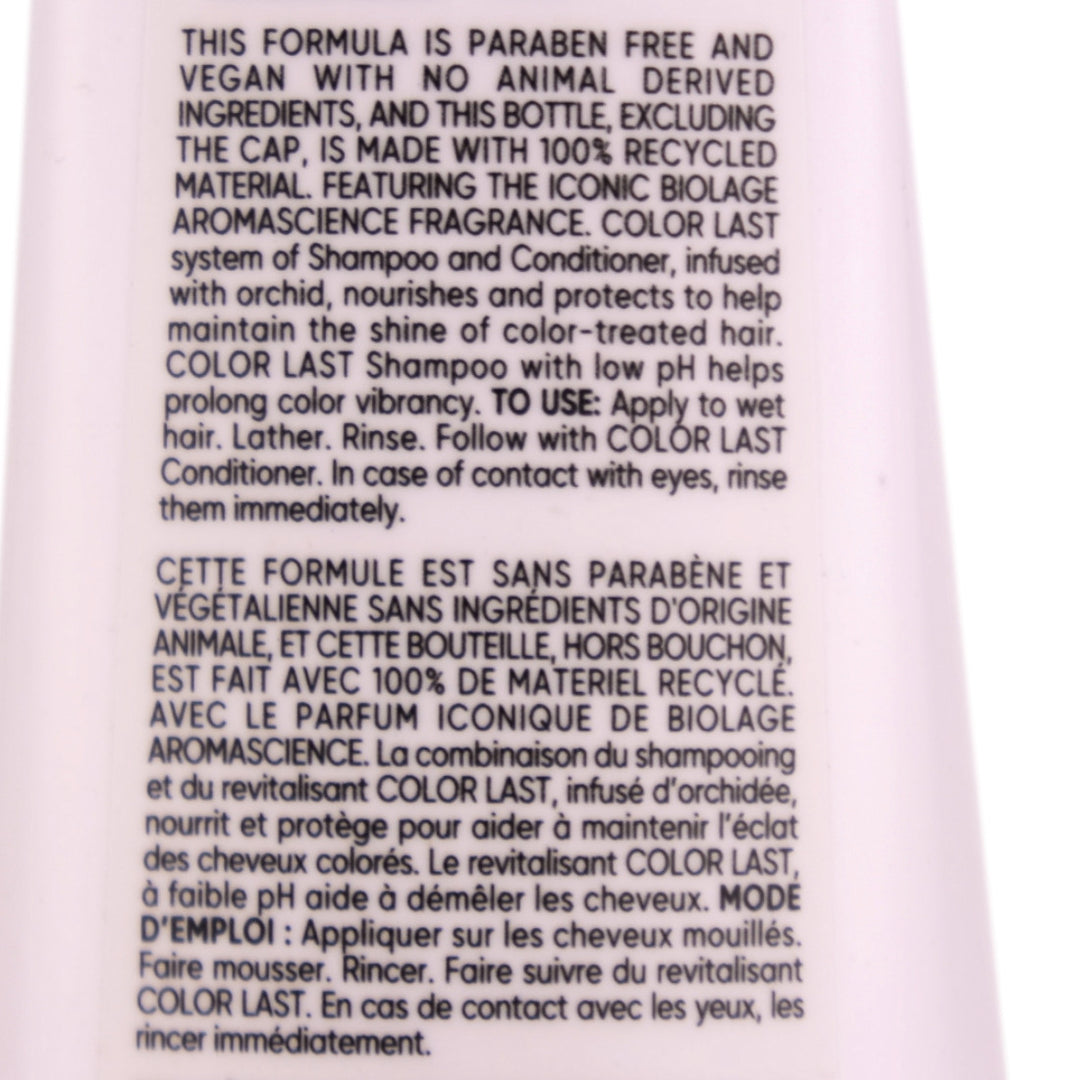 THIS FORMULA IS PARABEN FREE AND
VEGAN WITH NO ANIMAL DERIVED
INGREDIENTS, AND THIS BOTTLE, EXCLUDING
THE CAP, IS MADE WITH 100% RECYCLED
MATERIAL. FEATURING THE ICONIC BIOLAGE
AROMASCIENCE FRAGRANCE. COLOR LAST
system of Shampoo and Conditioner, infused
with orchid, nourishes and protects to help
maintain the shine of color-treated hair.
COLOR LAST Shampoo with low pH helps
prolong color vibrancy. TO USE: Apply to wet
hair. Lather. Rinse. Follow with COLOR LAST
Conditioner. In case of contact with eyes, rinse
them immediately.
CETTE FORMULE EST SANS PARABÈNE ET
VÉGÉTALIENNE SANS INGRÉDIENTS D'ORIGINE
ANIMALE, ET CETTE BOUTEILLE, HORS BOUCHON,
EST FAIT AVEC 100% DE MATERIEL RECYCLÉ.
AVEC LE PARFUM ICONIQUE DE BIOLAGE
AROMASCIENCE. La combinaison du shampooing
et du revitalisant COLOR LAST, infusé d'orchidée,
nourrit et protège pour aider à maintenir l'éclat
des cheveux colorés. Le revitalisant COLOR LAST,
à faible pH aide à démêler les cheveux. MODE
D'EMPLOI : Appliquer sur les cheveux mouillés.
Faire mousser. Rincer. Faire suivre du revitalisant
COLOR LAST. En cas de contact avec les yeux, les
rincer immédiatement.